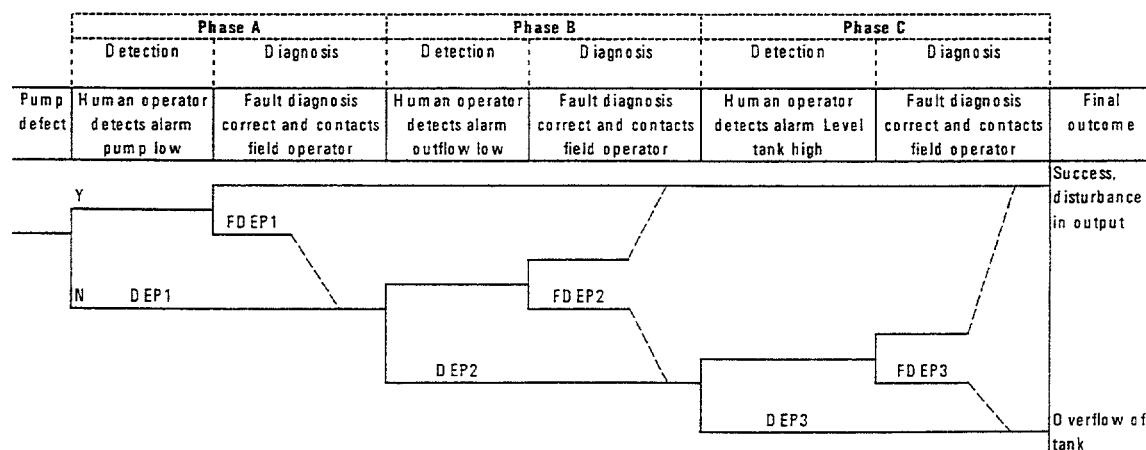 Phase A Phase B Phase C
Detection Diagnosis Detection Diagnosis Detection Diagnosis
Pump defect
Human operator detects alarm pump low
Fault diagnosis correct and contacts field operator
Human operator detects alarm outflow low
Fault diagnosis correct and contacts field operator
Human operator detects alarm Level tank high
Fault diagnosis correct and contacts field operator
Final outcome
Success, disturbance in output
Y
FDEP1
N DEP1
FDEP2
DEP2
FDEP3
DEP3
Overflow of tank